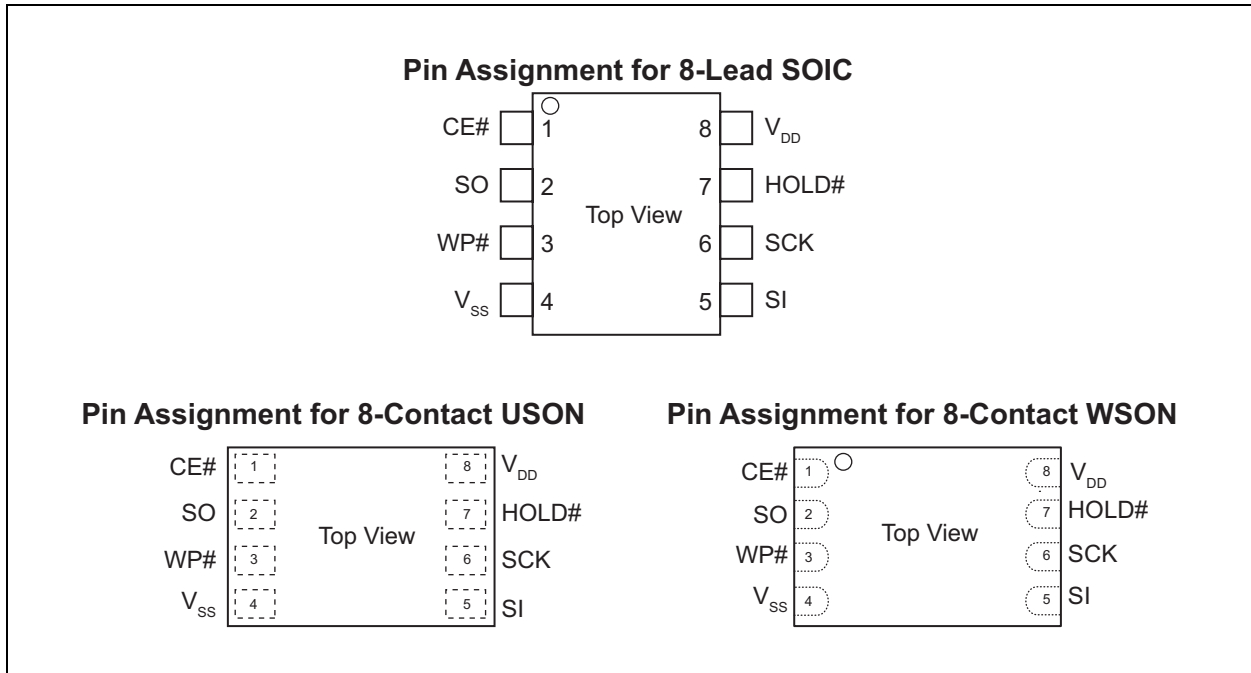 Pin Assignment for 8-Lead SOIC
CE# 1 8 VDD
SO 2 7 HOLD#
Top View
WP# 3 6 SCK
VSS 4 5 SI
Pin Assignment for 8-Contact USON
CE# 1 8 VDD
SO 2 7 HOLD#
Top View
WP# 3 6 SCK
VSS 4 5 SI
Pin Assignment for 8-Contact WSON
CE# 1 8 VDD
SO 2 7 HOLD#
Top View
WP# 3 6 SCK
VSS 4 5 SI